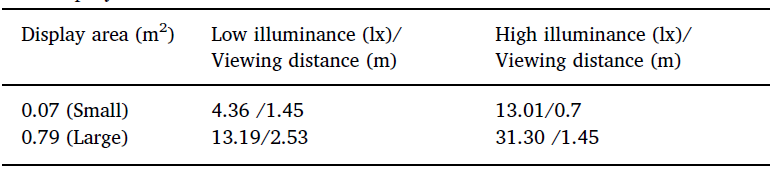 Display area (m²) Low illuminance (lx)/ High illuminance (lx)/
Viewing distance (m) Viewing distance (m)
0.07 (Small) 4.36 /1.45 13.01/0.7
0.79 (Large) 13.19/2.53 31.30 /1.45